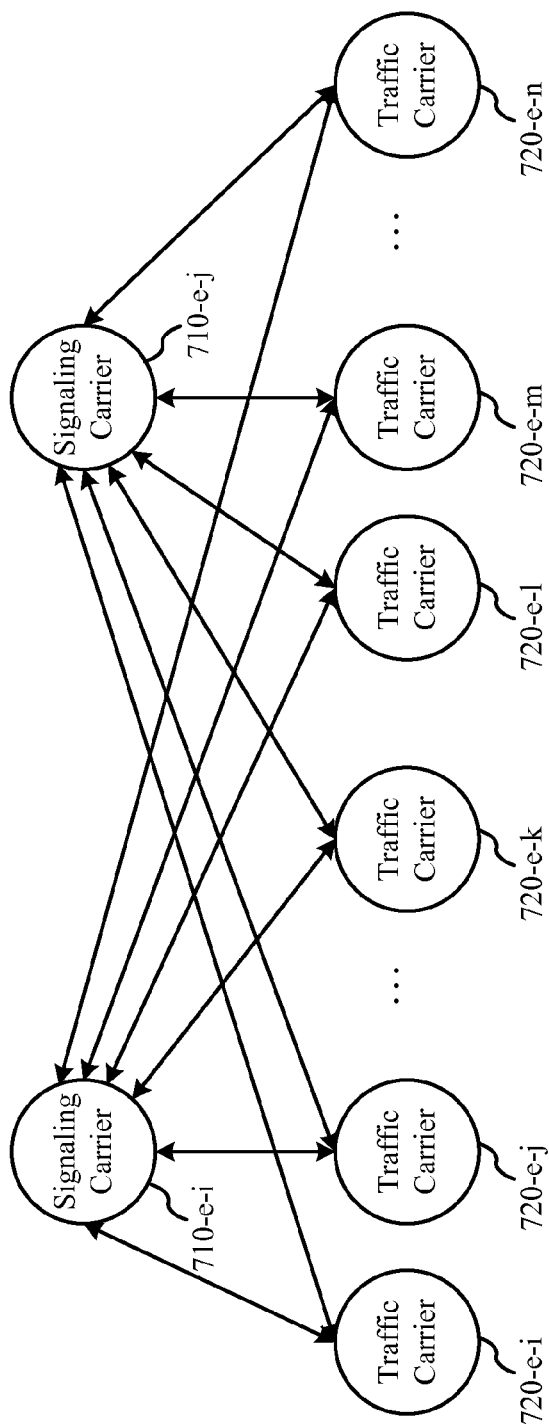 Signaling
Carrier
710-e-i
Signaling
Carrier
710-e-j
Traffic
Carrier
720-e-i
Traffic
Carrier
720-e-j
...
Traffic
Carrier
720-e-k
Traffic
Carrier
720-e-l
Traffic
Carrier
720-e-m
...
Traffic
Carrier
720-e-n